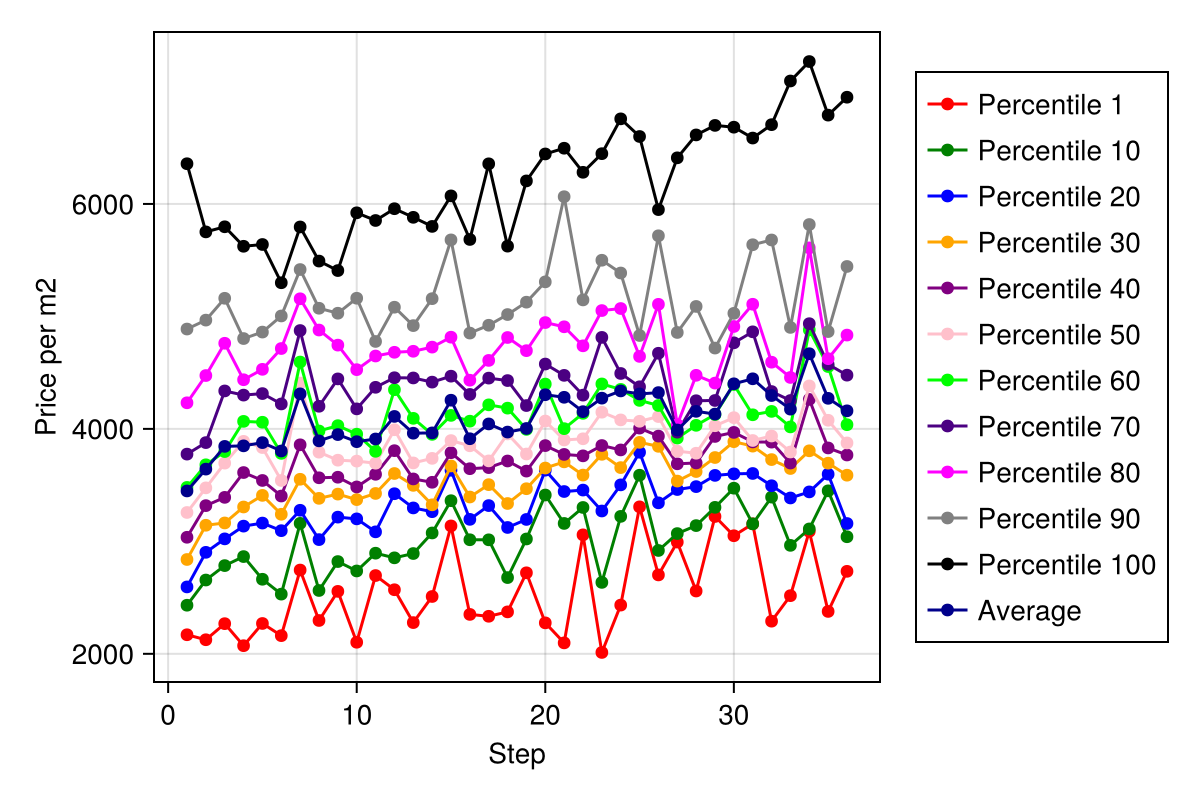 Price per m2
6000
4000
2000
0 10 20 30
Step
Percentile 1
Percentile 10
Percentile 20
Percentile 30
Percentile 40
Percentile 50
Percentile 60
Percentile 70
Percentile 80
Percentile 90
Percentile 100
Average